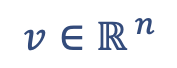 v ∈ ℝⁿ